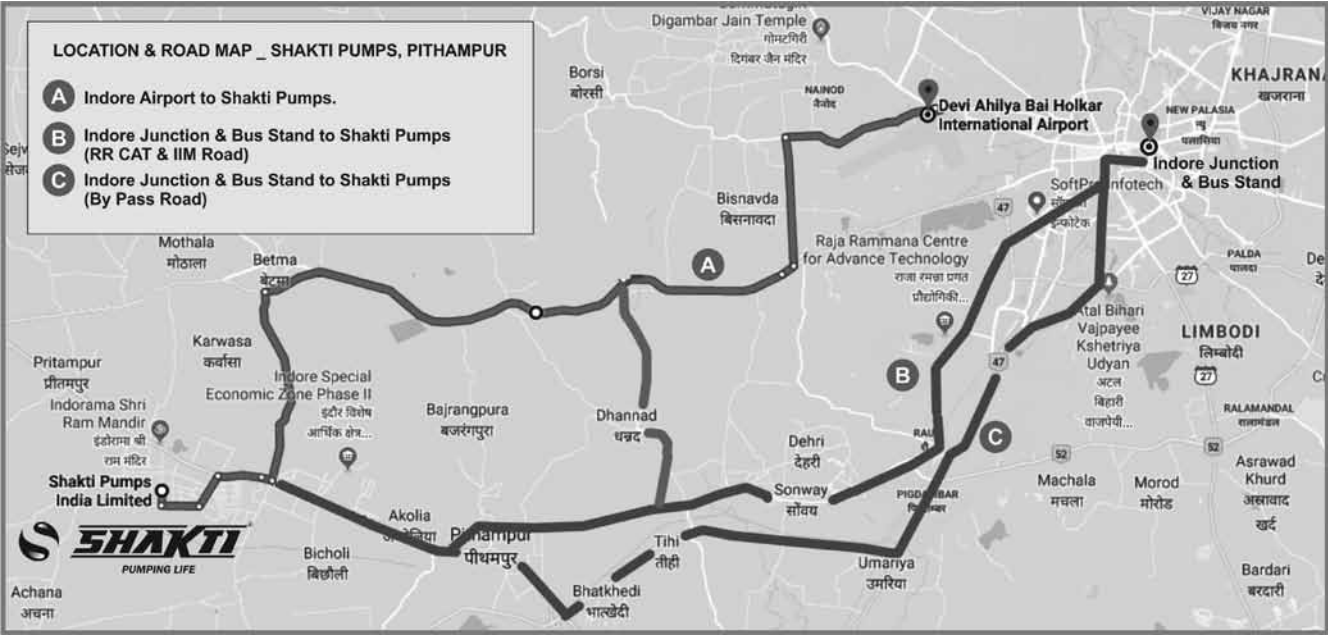 LOCATION & ROAD MAP _ SHAKTI PUMPS, PITHAMPUR
A Indore Airport to Shakti Pumps.
B Indore Junction & Bus Stand to Shakti Pumps
(RR CAT & IIM Road)
C Indore Junction & Bus Stand to Shakti Pumps
(By Pass Road)
Digambar Jain Temple
गोमटगिरी
दिगंबर जैन मंदिर
VIJAY NAGAR
विजय नगर
Borsi
बोरसी
NAINOD
नैनोद
Devi Ahilya Bai Holkar
International Airport
KHAJRANA
खजराना
NEW PALASIA
न्यू
पलासिया
Indore Junction
& Bus Stand
Bisnavda
बिसनावदा
47
Mothala
मोठाला
Betma
बेटमा
A
Raja Rammana Centre
for Advance Technology
राजा रमन्ना प्रगत
प्रौद्योगिकी...
PALDA
पालदा
27
Karwasa
कर्वासा
Pritampur
प्रीतमपुर
Atal Bihari
Vajpayee
Kshetriya
Udyan
अटल
बिहारी
वाजपेयी...
LIMBODI
लिम्बोदी
27
47
B
Indorama Shri
Ram Mandir
इंडोरामा श्री
राम मंदिर
Indore Special
Economic Zone Phase II
इंदौर विशेष
आर्थिक क्षेत्र...
Bajrangpura
बजरंगपुरा
Dhannad
धन्नड
Dehri
देहरी
RAU
C
RALAMANDAL
रालामंडल
52
52
Shakti Pumps
India Limited
Sonway
सोंवय
Machala
मचला
Morod
मोरोड
Asrawad
Khurd
अस्रावाद
खर्द
SHAKTI
PUMPING LIFE
Akolia
Pithampur
पीथमपुर
Bicholi
बिछौली
Tihi
तीही
Bhatkhedi
भाटखेदी
Umariya
उमरिया
Bardari
बरदारी
Achana
अचना